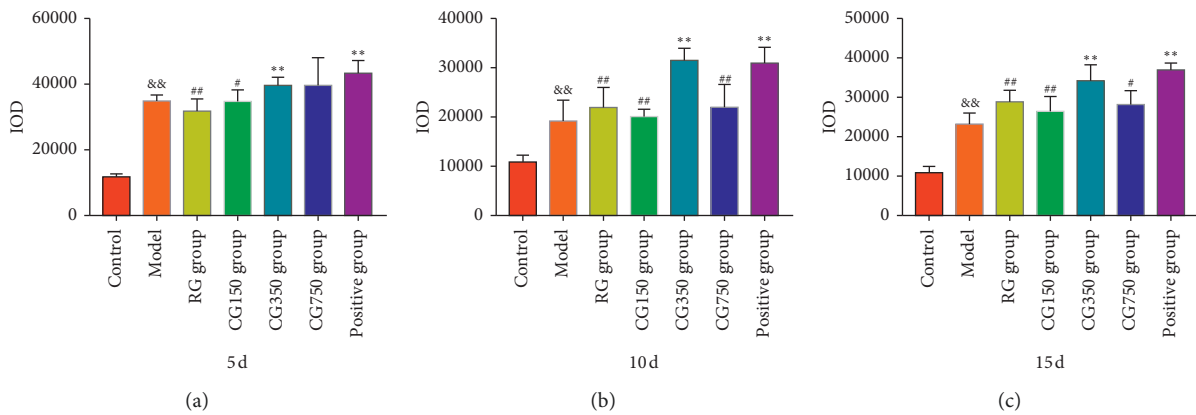 60000
40000
20000
0
IOD
&&
##
#
**
**
Control
Model
RG group
CG150 group
CG350 group
CG750 group
Positive group
5 d
(a)
40000
30000
20000
10000
0
IOD
&&
##
##
**
##
**
Control
Model
RG group
CG150 group
CG350 group
CG750 group
Positive group
10 d
(b)
50000
40000
30000
20000
10000
0
IOD
&&
##
##
**
#
**
Control
Model
RG group
CG150 group
CG350 group
CG750 group
Positive group
15 d
(c)